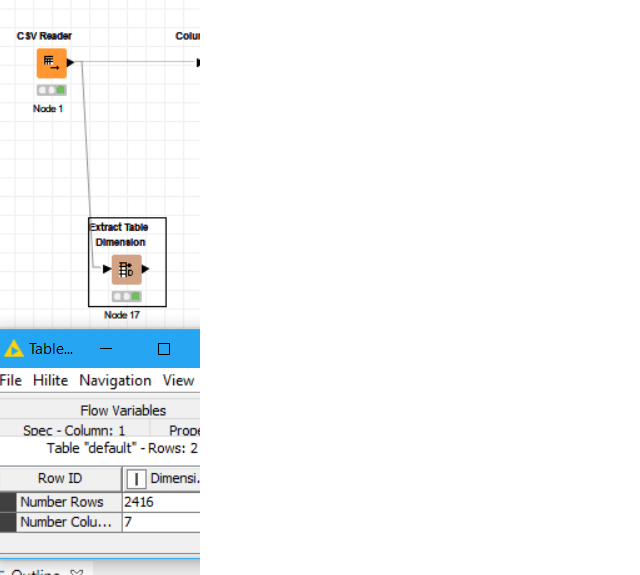 CSV Reader
Colu
Node 1
Extract Table
Dimension
Node 17
Table...
File Hilite Navigation View
Flow Variables
Spec - Column: 1 Prope
Table "default" - Rows: 2
Row ID I Dimensi...
Number Rows 2416
Number Colu... 7
Outline